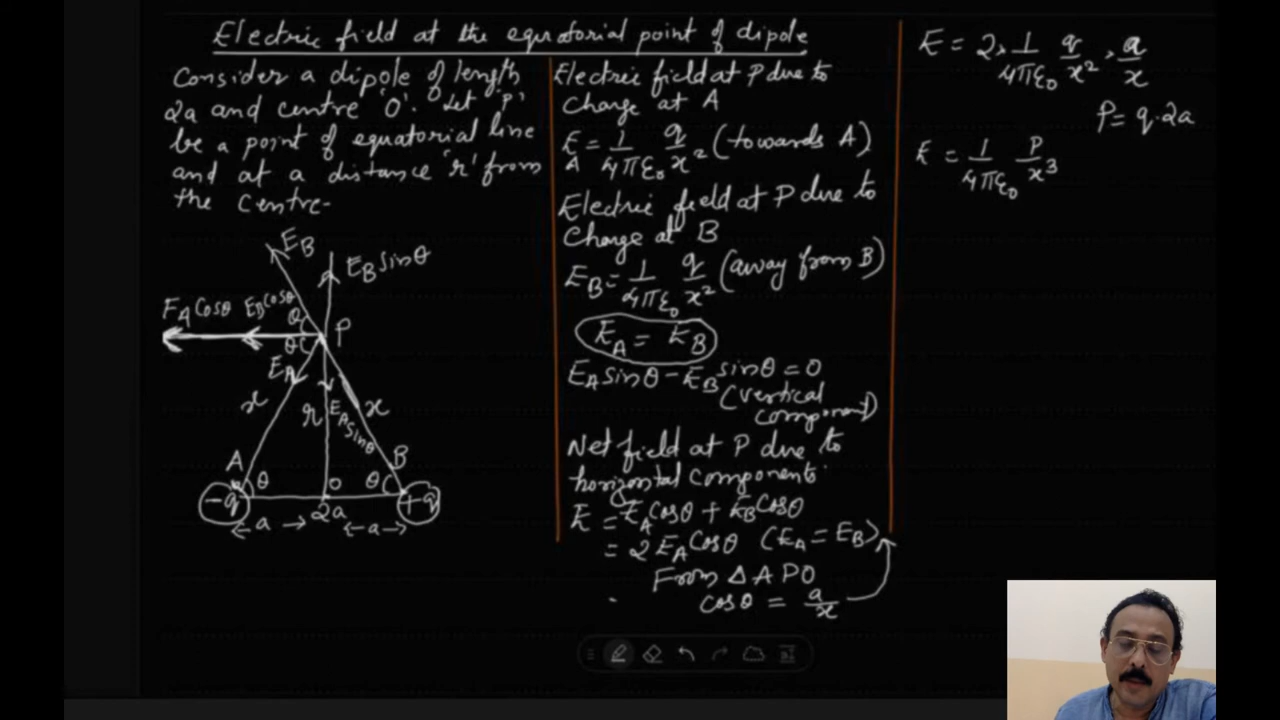 Electric field at the equatorial point of dipole
Consider a dipole of length
2a and centre 'O'. Let 'P'
be a point of equatorial line
and at a distance 'r' from
the centre-
E_B
E_B sinθ
E_A cosθ E_B cosθ
θ
P
θ
E_A
x
r
E_A sinθ
x
A
B
θ
O
θ
-q
2a
+q
← a →
← a →
Electric field at P due to
Charge at A
E_A = 1/4πε₀ q/x² (towards A)
Electric field at P due to
Charge at B
E_B = 1/4πε₀ q/x² (away from B)
E_A = E_B
E_A sinθ - E_B sinθ = 0
(vertical
component)
Net field at P due to
horizontal components
E = E_A cosθ + E_B cosθ
= 2 E_A cosθ (E_A = E_B)
From Δ APO
cosθ = a/x
E = 2 × 1/4πε₀ q/x² · a/x
P = q·2a
E = 1/4πε₀ P/x³